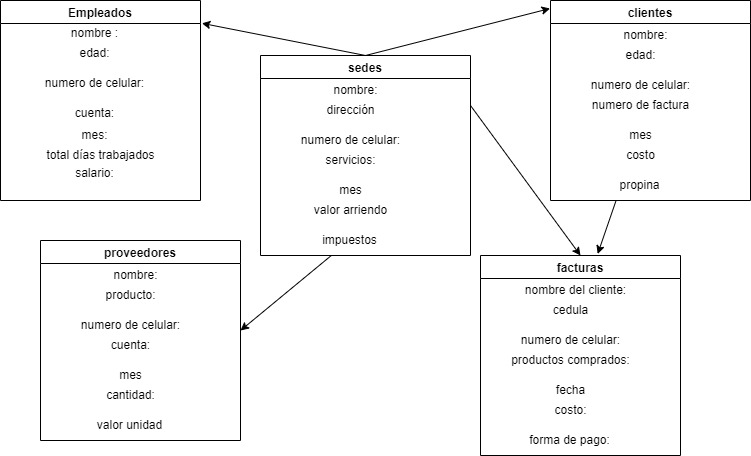 Empleados
nombre :
edad:
numero de celular:
cuenta:
mes:
total días trabajados
salario:
sedes
nombre:
dirección
numero de celular:
servicios:
mes
valor arriendo
impuestos
clientes
nombre:
edad:
numero de celular:
numero de factura
mes
costo
propina
proveedores
nombre:
producto:
numero de celular:
cuenta:
mes
cantidad:
valor unidad
facturas
nombre del cliente:
cedula
numero de celular:
productos comprados:
fecha
costo:
forma de pago: